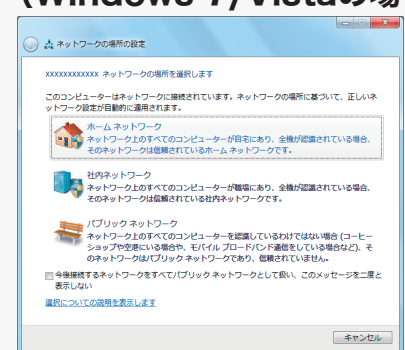 (Windows 7/Vistaの場
ネットワークの場所の設定
xxxxxxxxxxxx ネットワークの場所を選択します
このコンピューターはネットワークに接続されています。ネットワークの場所に基づいて、正しいネ
ットワーク設定が自動的に適用されます。
ホーム ネットワーク
ネットワーク上のすべてのコンピューターが自宅にあり、全機が認識されている場合、
そのネットワークは信頼されているホーム ネットワークです。
社内ネットワーク
ネットワーク上のすべてのコンピューターが職場にあり、全機が認識されている場合、
そのネットワークは信頼されている社内ネットワークです。
パブリック ネットワーク
ネットワーク上のすべてのコンピューターを認識しているわけではない場合 (コーヒー
ショップや空港にいる場合や、モバイル ブロードバンド通信をしている場合など)、そ
のネットワークはパブリック ネットワークであり、信頼されていません。
今後接続するネットワークをすべてパブリック ネットワークとして扱い、このメッセージを二度と
表示しない
選択についての説明を表示します
キャンセル